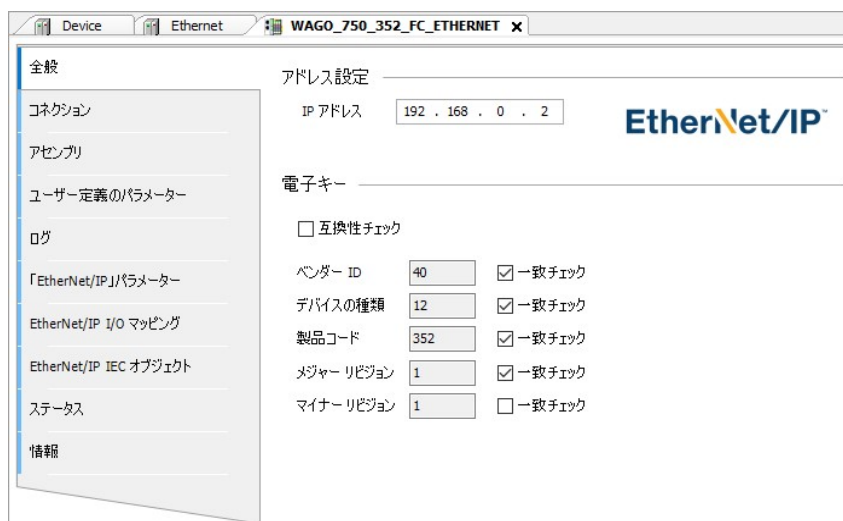 Device
Ethernet
WAGO_750_352_FC_ETHERNET
全般
コネクション
アセンブリ
ユーザー定義のパラメーター
ログ
「EtherNet/IP」パラメーター
EtherNet/IP I/O マッピング
EtherNet/IP IEC オブジェクト
ステータス
情報
アドレス設定
IP アドレス 192 . 168 . 0 . 2
EtherNet/IP™
電子キー
互換性チェック
ベンダー ID 40 一致チェック
デバイスの種類 12 一致チェック
製品コード 352 一致チェック
メジャー リビジョン 1 一致チェック
マイナー リビジョン 1 一致チェック